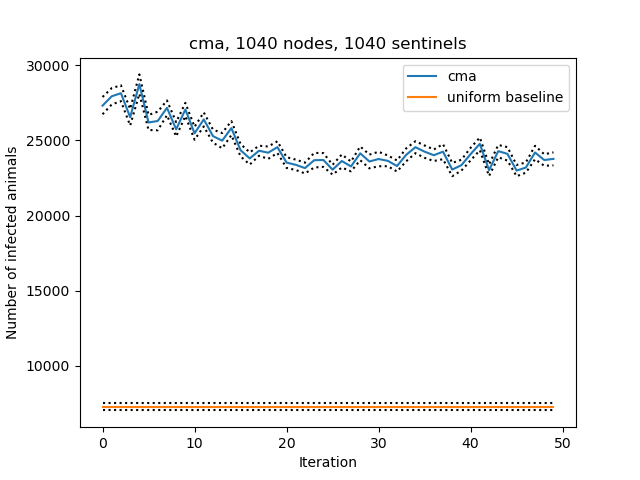 cma, 1040 nodes, 1040 sentinels
30000
25000
20000
15000
10000
Number of infected animals
cma
uniform baseline
0
10
20
30
40
50
Iteration